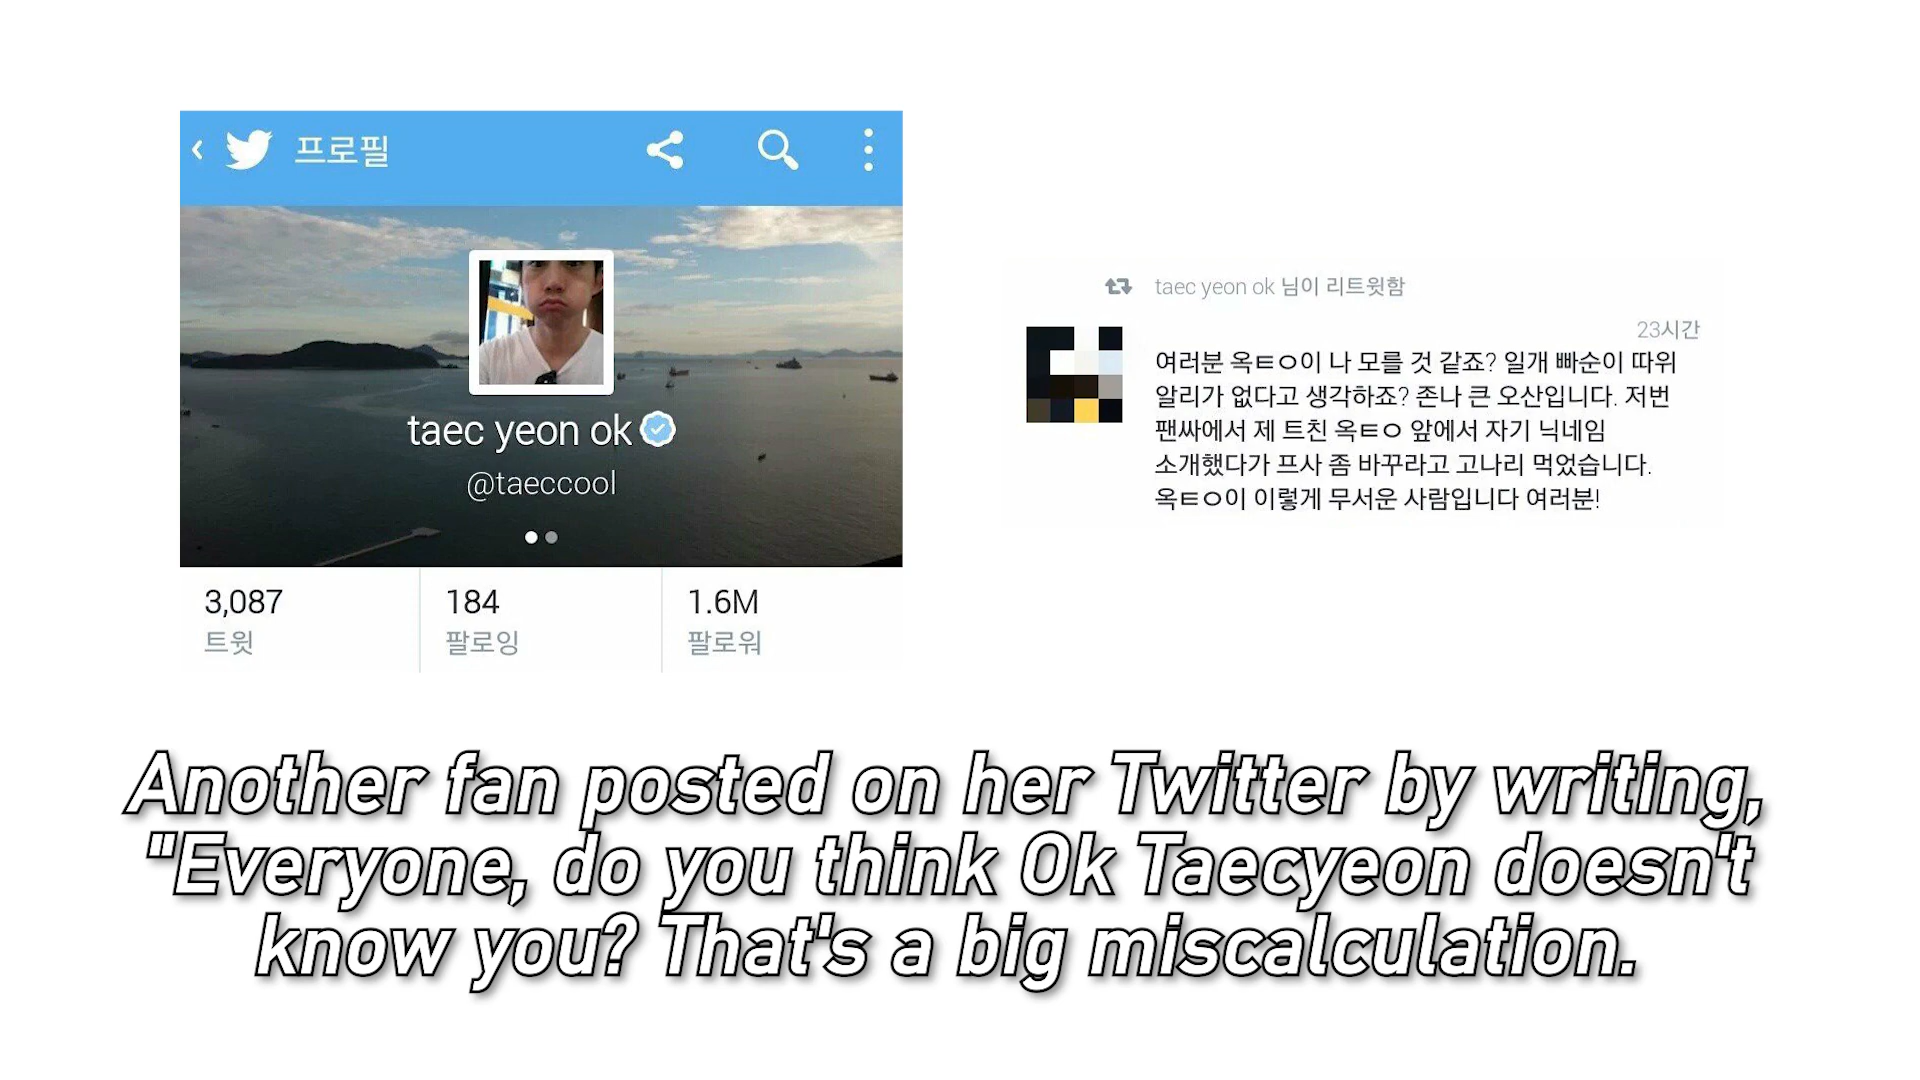 프로필
taec yeon ok
@taeccool
3,087
트윗
184
팔로잉
1.6M
팔로워
taec yeon ok 님이 리트윗함
23시간
여러분 옥ㅌㅇ이 나 모를 것 같죠? 일개 빠순이 따위
알리가 없다고 생각하죠? 존나 큰 오산입니다. 저번
팬싸에서 제 트친 옥ㅌㅇ 앞에서 자기 닉네임
소개했다가 프사 좀 바꾸라고 고나리 먹었습니다.
옥ㅌㅇ이 이렇게 무서운 사람입니다 여러분!
Another fan posted on her Twitter by writing,
"Everyone, do you think Ok Taecyeon doesn't
know you? That's a big miscalculation.